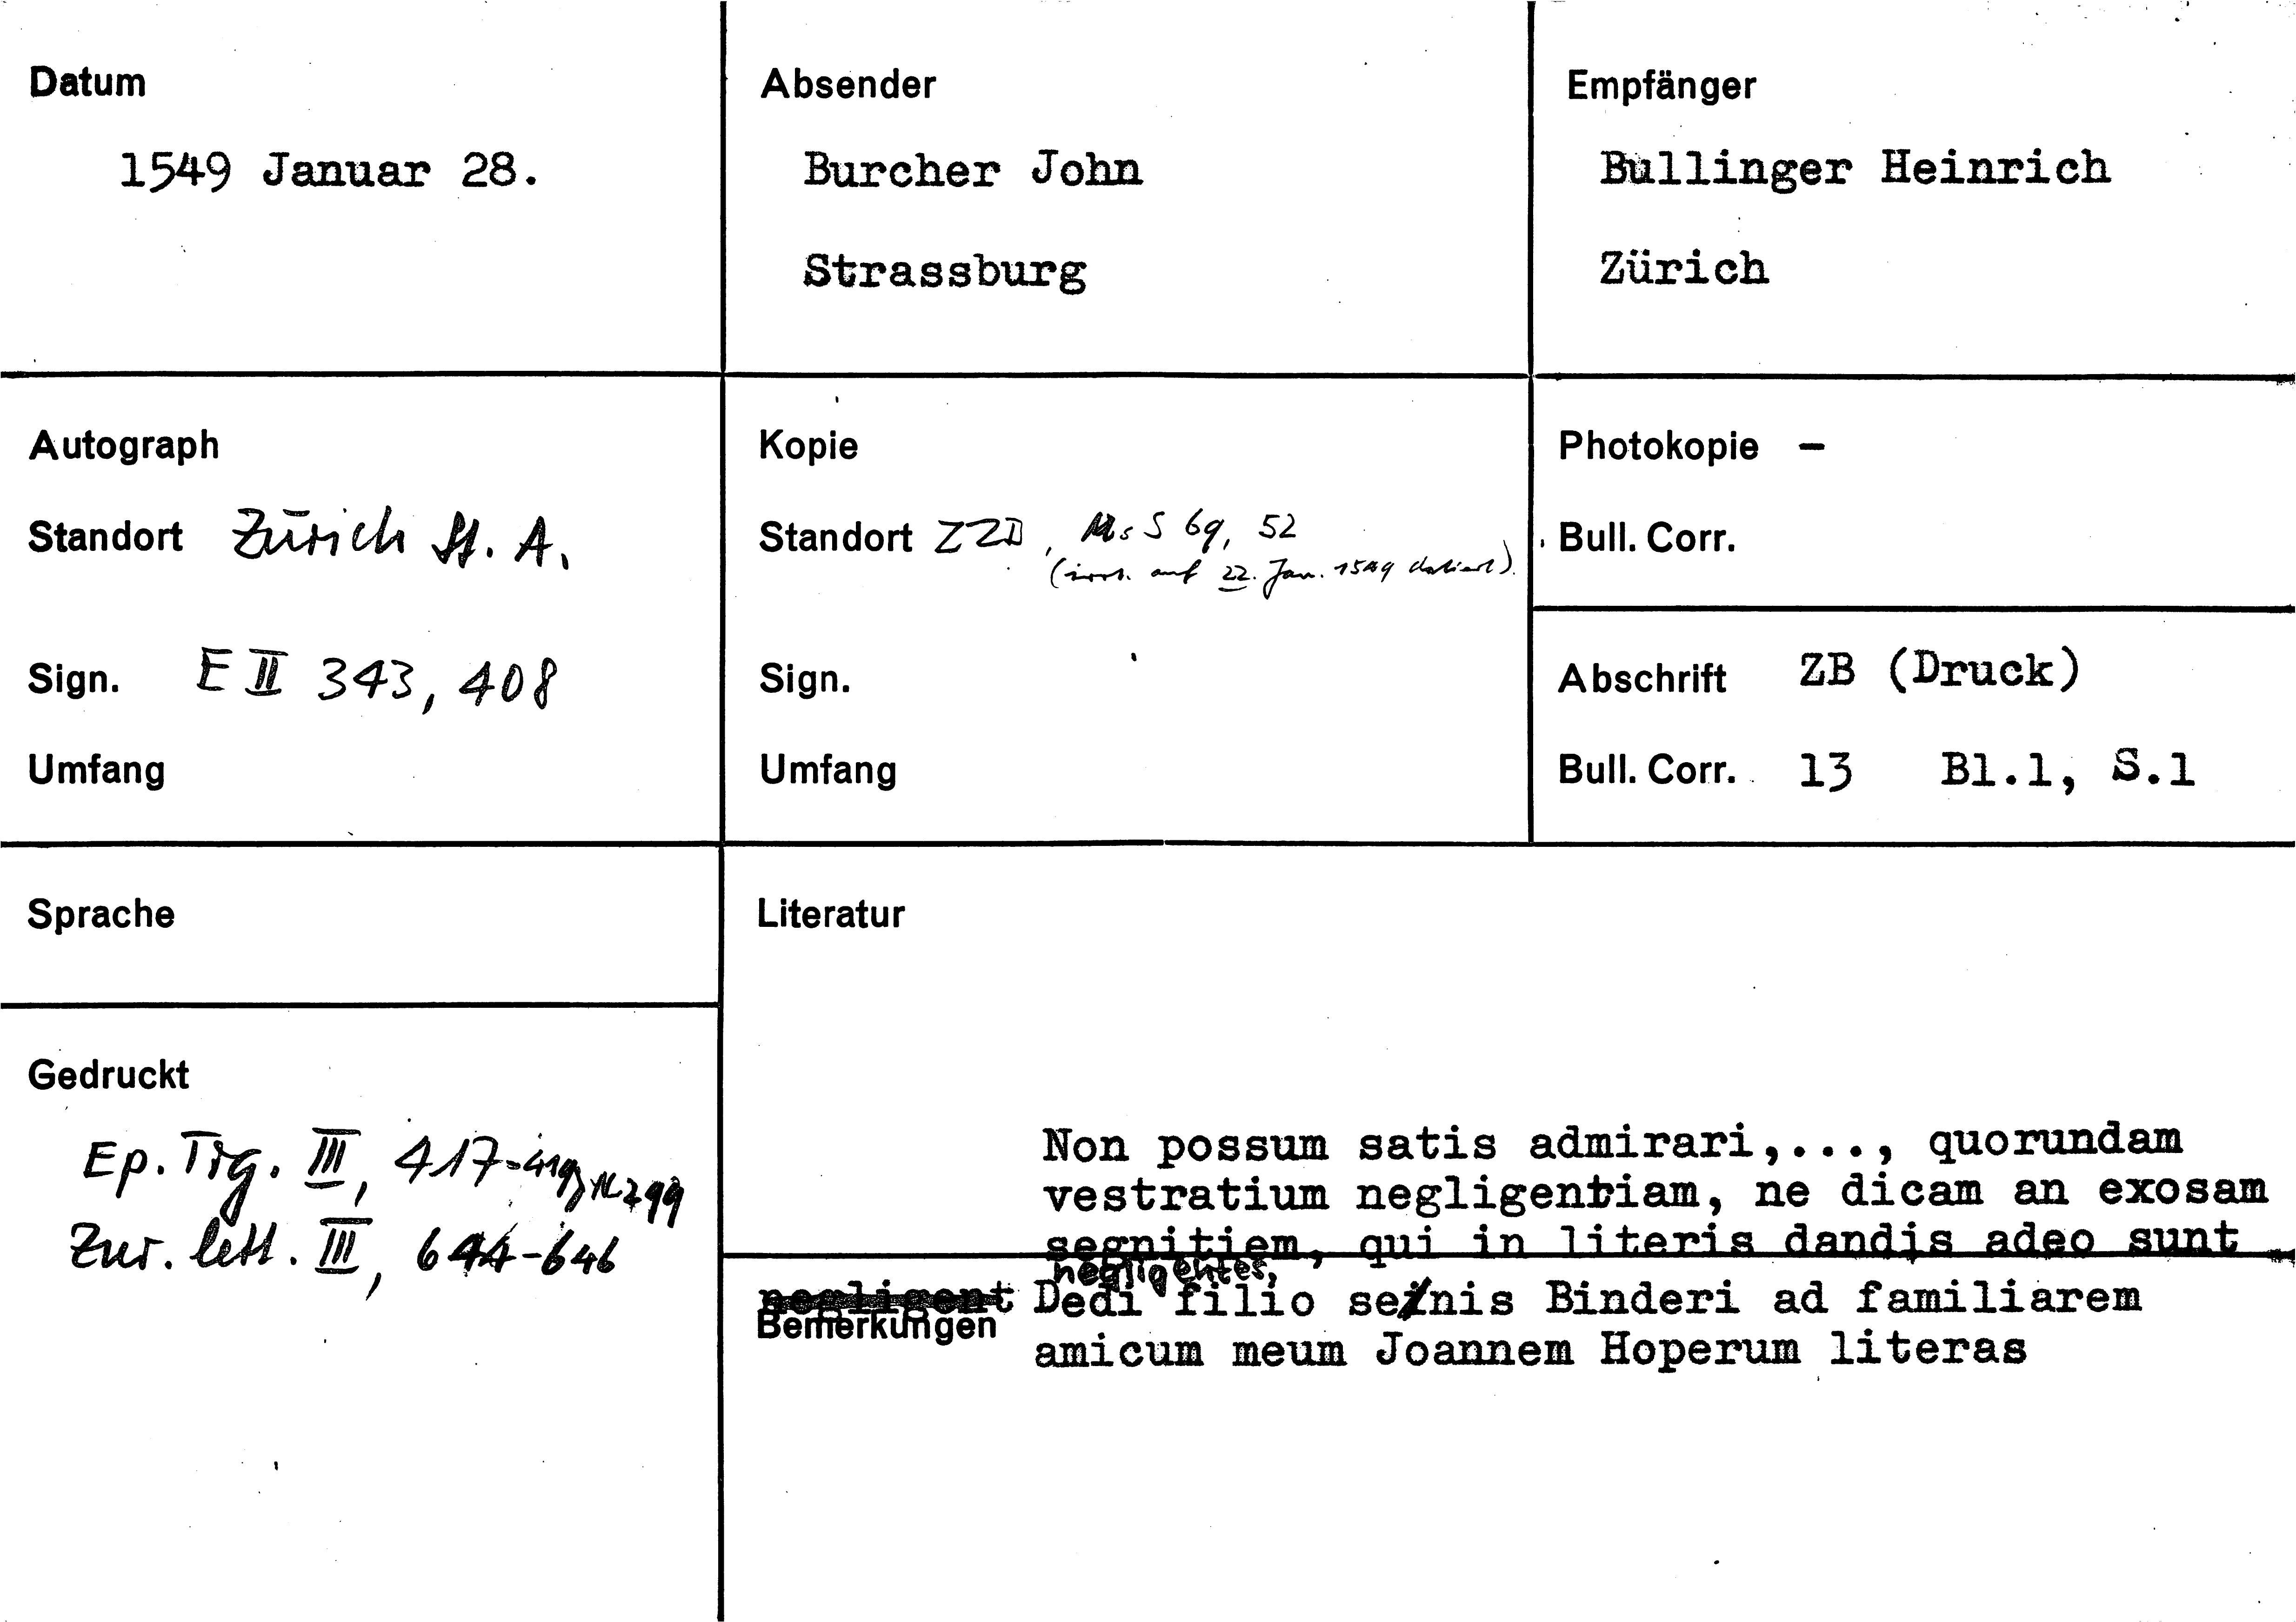 Datum
1549 Januar 28.
Absender
Burcher John
Strassburg
Empfänger
Bullinger Heinrich
Zürich
Autograph
Standort Zürich St. A.
Sign. E II 343, 408
Umfang
Kopie
Standort ZZB, Ms S 69, 52
(irrt. auf 22. Jan. 1549 datiert).
Sign.
Umfang
Photokopie –
Bull. Corr.
Abschrift ZB (Druck)
Bull. Corr. 13 Bl.1, S.1
Sprache
Gedruckt
Ep. Tig. III, 417-419, N. 299
Zur. lett. III, 644-646
Literatur
Non possum satis admirari,..., quorundam
vestratium negligentiam, ne dicam an exosam
segnitiem, qui in literis dandis adeo sunt
negligentes,
negligent Dedi filio senis Binderi ad familiarem
Bemerkungen
amicum meum Joannem Hoperum literas